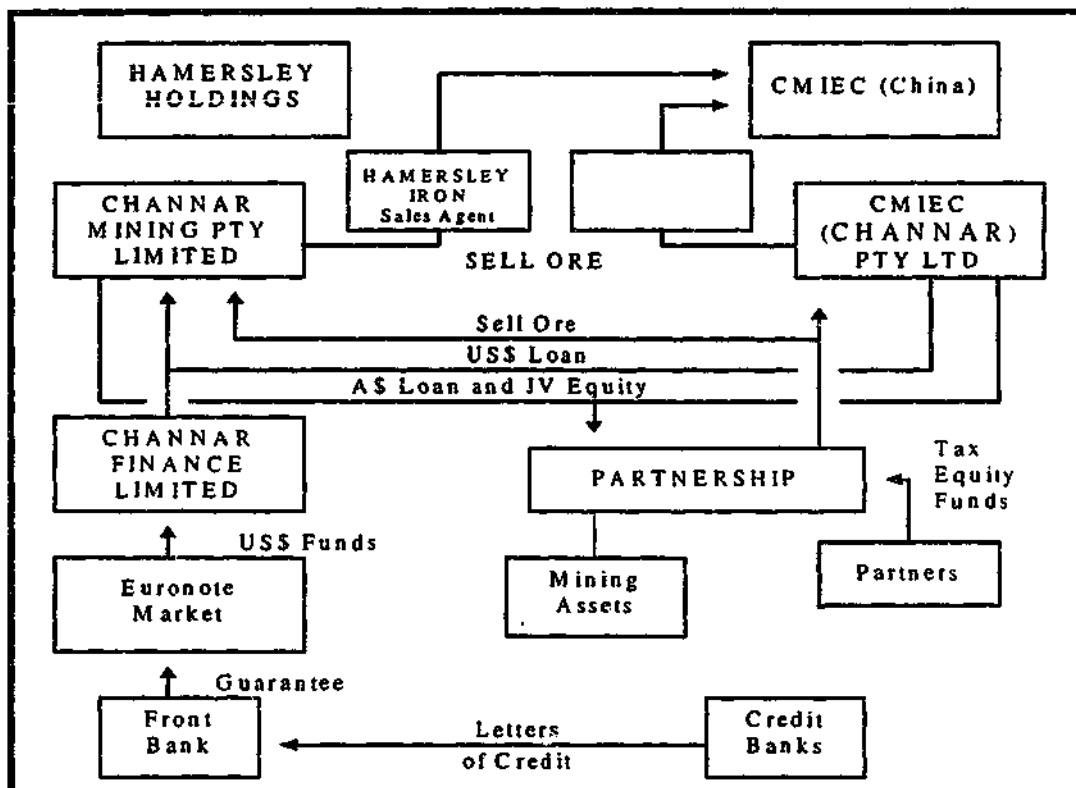 HAMERSLEY
HOLDINGS
CMIEC (China)
HAMERSLEY
IRON
Sales Agent
CHANNAR
MINING PTY
LIMITED
CMIEC
(CHANNAR)
PTY LTD
SELL ORE
Sell Ore
US$ Loan
A$ Loan and JV Equity
CHANNAR
FINANCE
LIMITED
PARTNERSHIP
Tax
Equity
Funds
US$ Funds
Euronote
Market
Mining
Assets
Partners
Guarantee
Front
Bank
Letters
of Credit
Credit
Banks